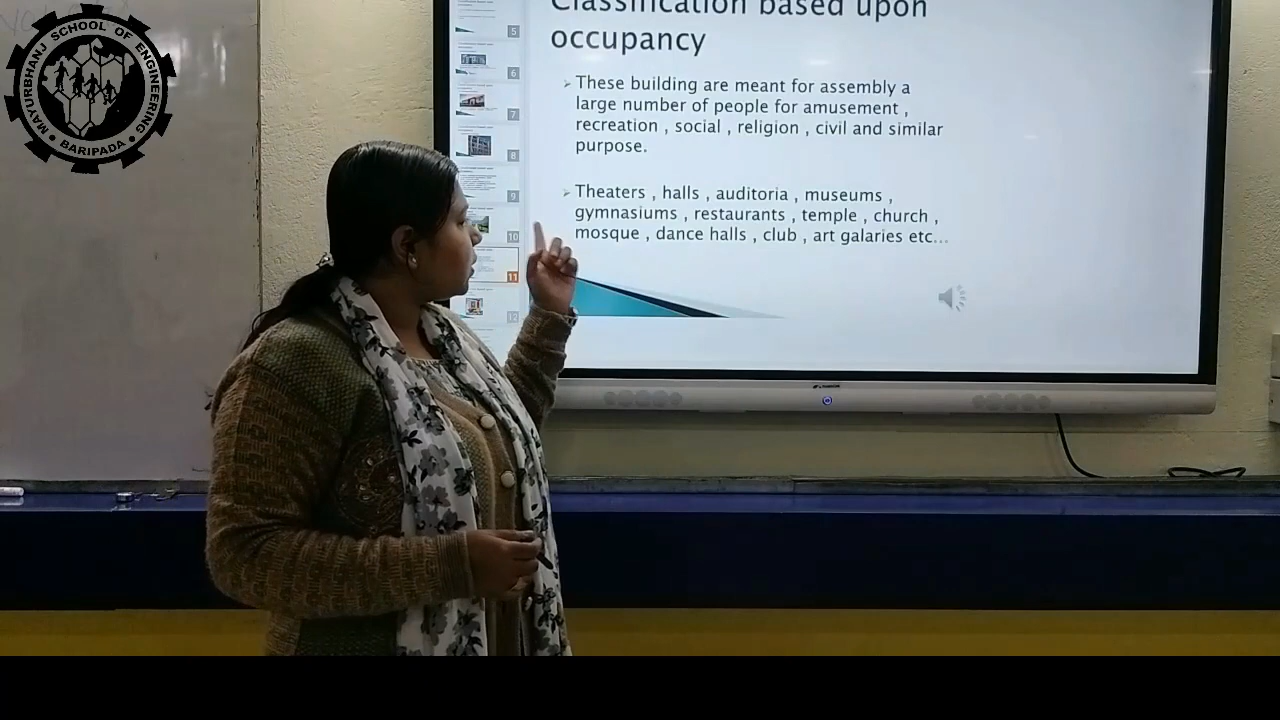 MAYURBHANJ SCHOOL OF ENGINEERING
BARIPADA
Classification based upon
occupancy
These building are meant for assembly a
large number of people for amusement ,
recreation , social , religion , civil and similar
purpose.
Theaters , halls , auditoria , museums ,
gymnasiums , restaurants , temple , church ,
mosque , dance halls , club , art galaries etc...
5
6
7
8
9
10
11
12